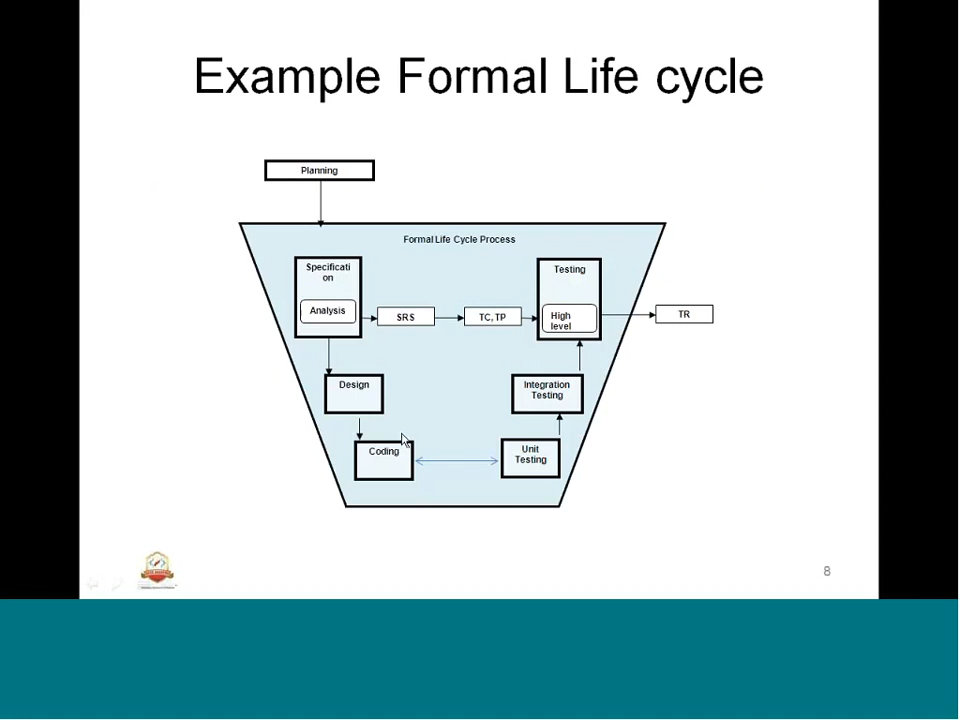 Example Formal Life cycle
Planning
Formal Life Cycle Process
Specificati
on
Analysis
SRS
TC, TP
Testing
High
level
TR
Design
Integration
Testing
Coding
Unit
Testing
8